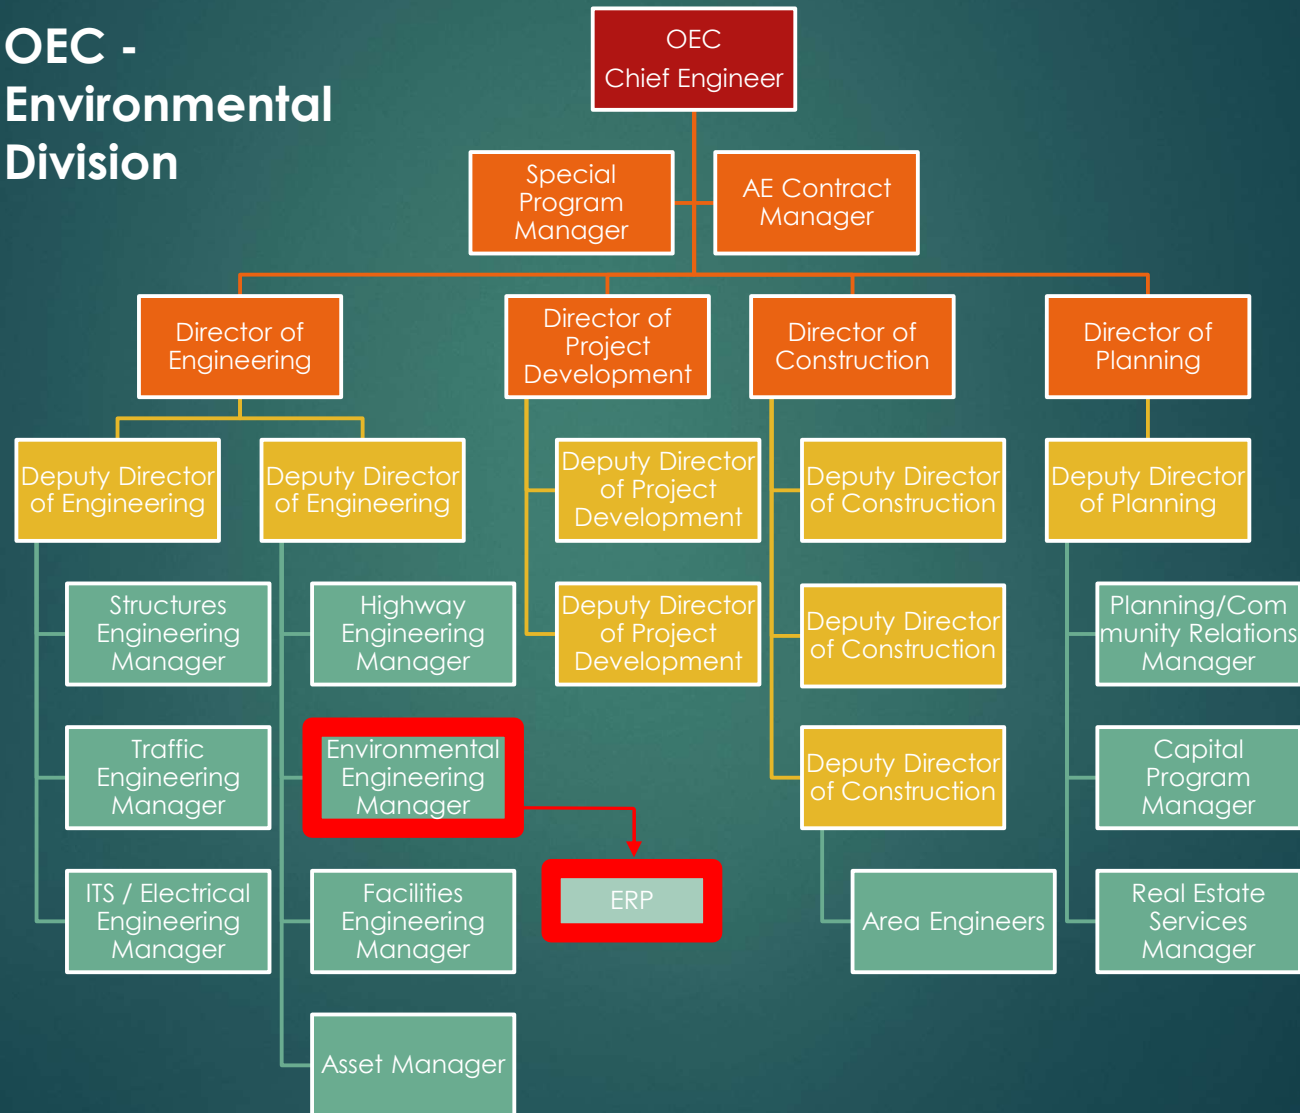 OEC -
Environmental
Division
OEC
Chief Engineer
Special
Program
Manager
AE Contract
Manager
Director of
Engineering
Director of
Project
Development
Director of
Construction
Director of
Planning
Deputy Director
of Engineering
Deputy Director
of Engineering
Deputy Director
of Project
Development
Deputy Director
of Construction
Deputy Director
of Planning
Structures
Engineering
Manager
Highway
Engineering
Manager
Deputy Director
of Project
Development
Deputy Director
of Construction
Planning/Com
munity Relations
Manager
Traffic
Engineering
Manager
Environmental
Engineering
Manager
Deputy Director
of Construction
Capital
Program
Manager
ITS / Electrical
Engineering
Manager
Facilities
Engineering
Manager
ERP
Area Engineers
Real Estate
Services
Manager
Asset Manager